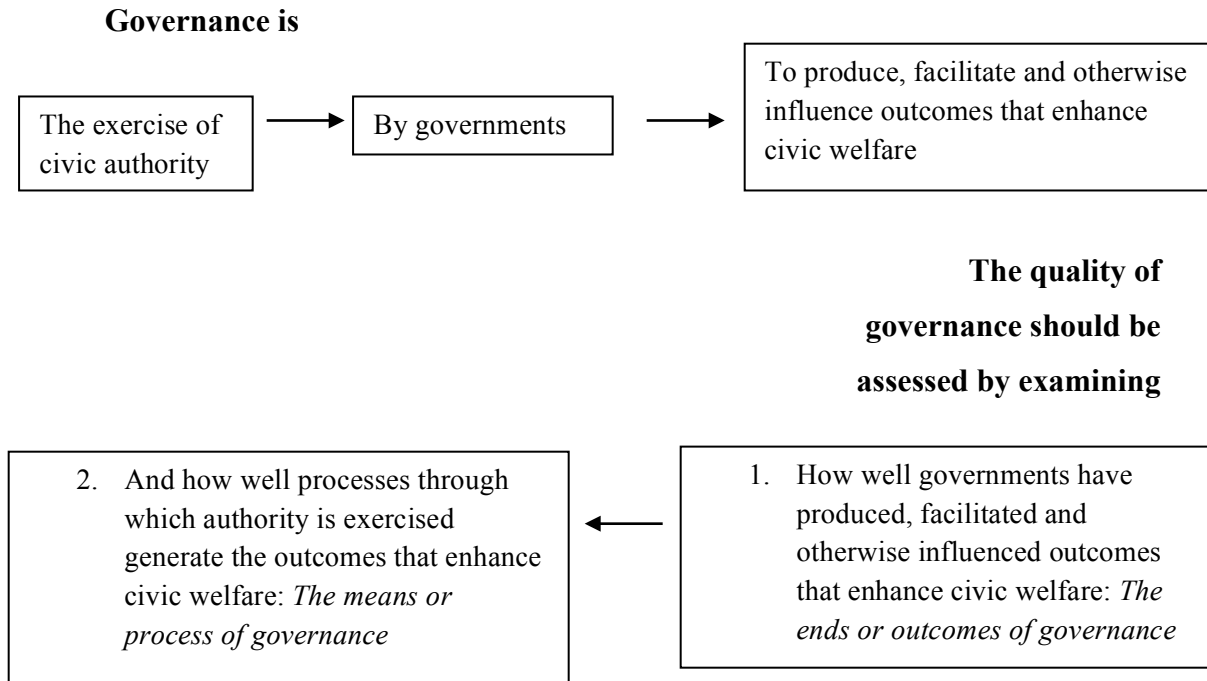 Governance is
The exercise of
civic authority
By governments
To produce, facilitate and otherwise
influence outcomes that enhance
civic welfare
The quality of
governance should be
assessed by examining
1. How well governments have
produced, facilitated and
otherwise influenced outcomes
that enhance civic welfare: The
ends or outcomes of governance
2. And how well processes through
which authority is exercised
generate the outcomes that enhance
civic welfare: The means or
process of governance